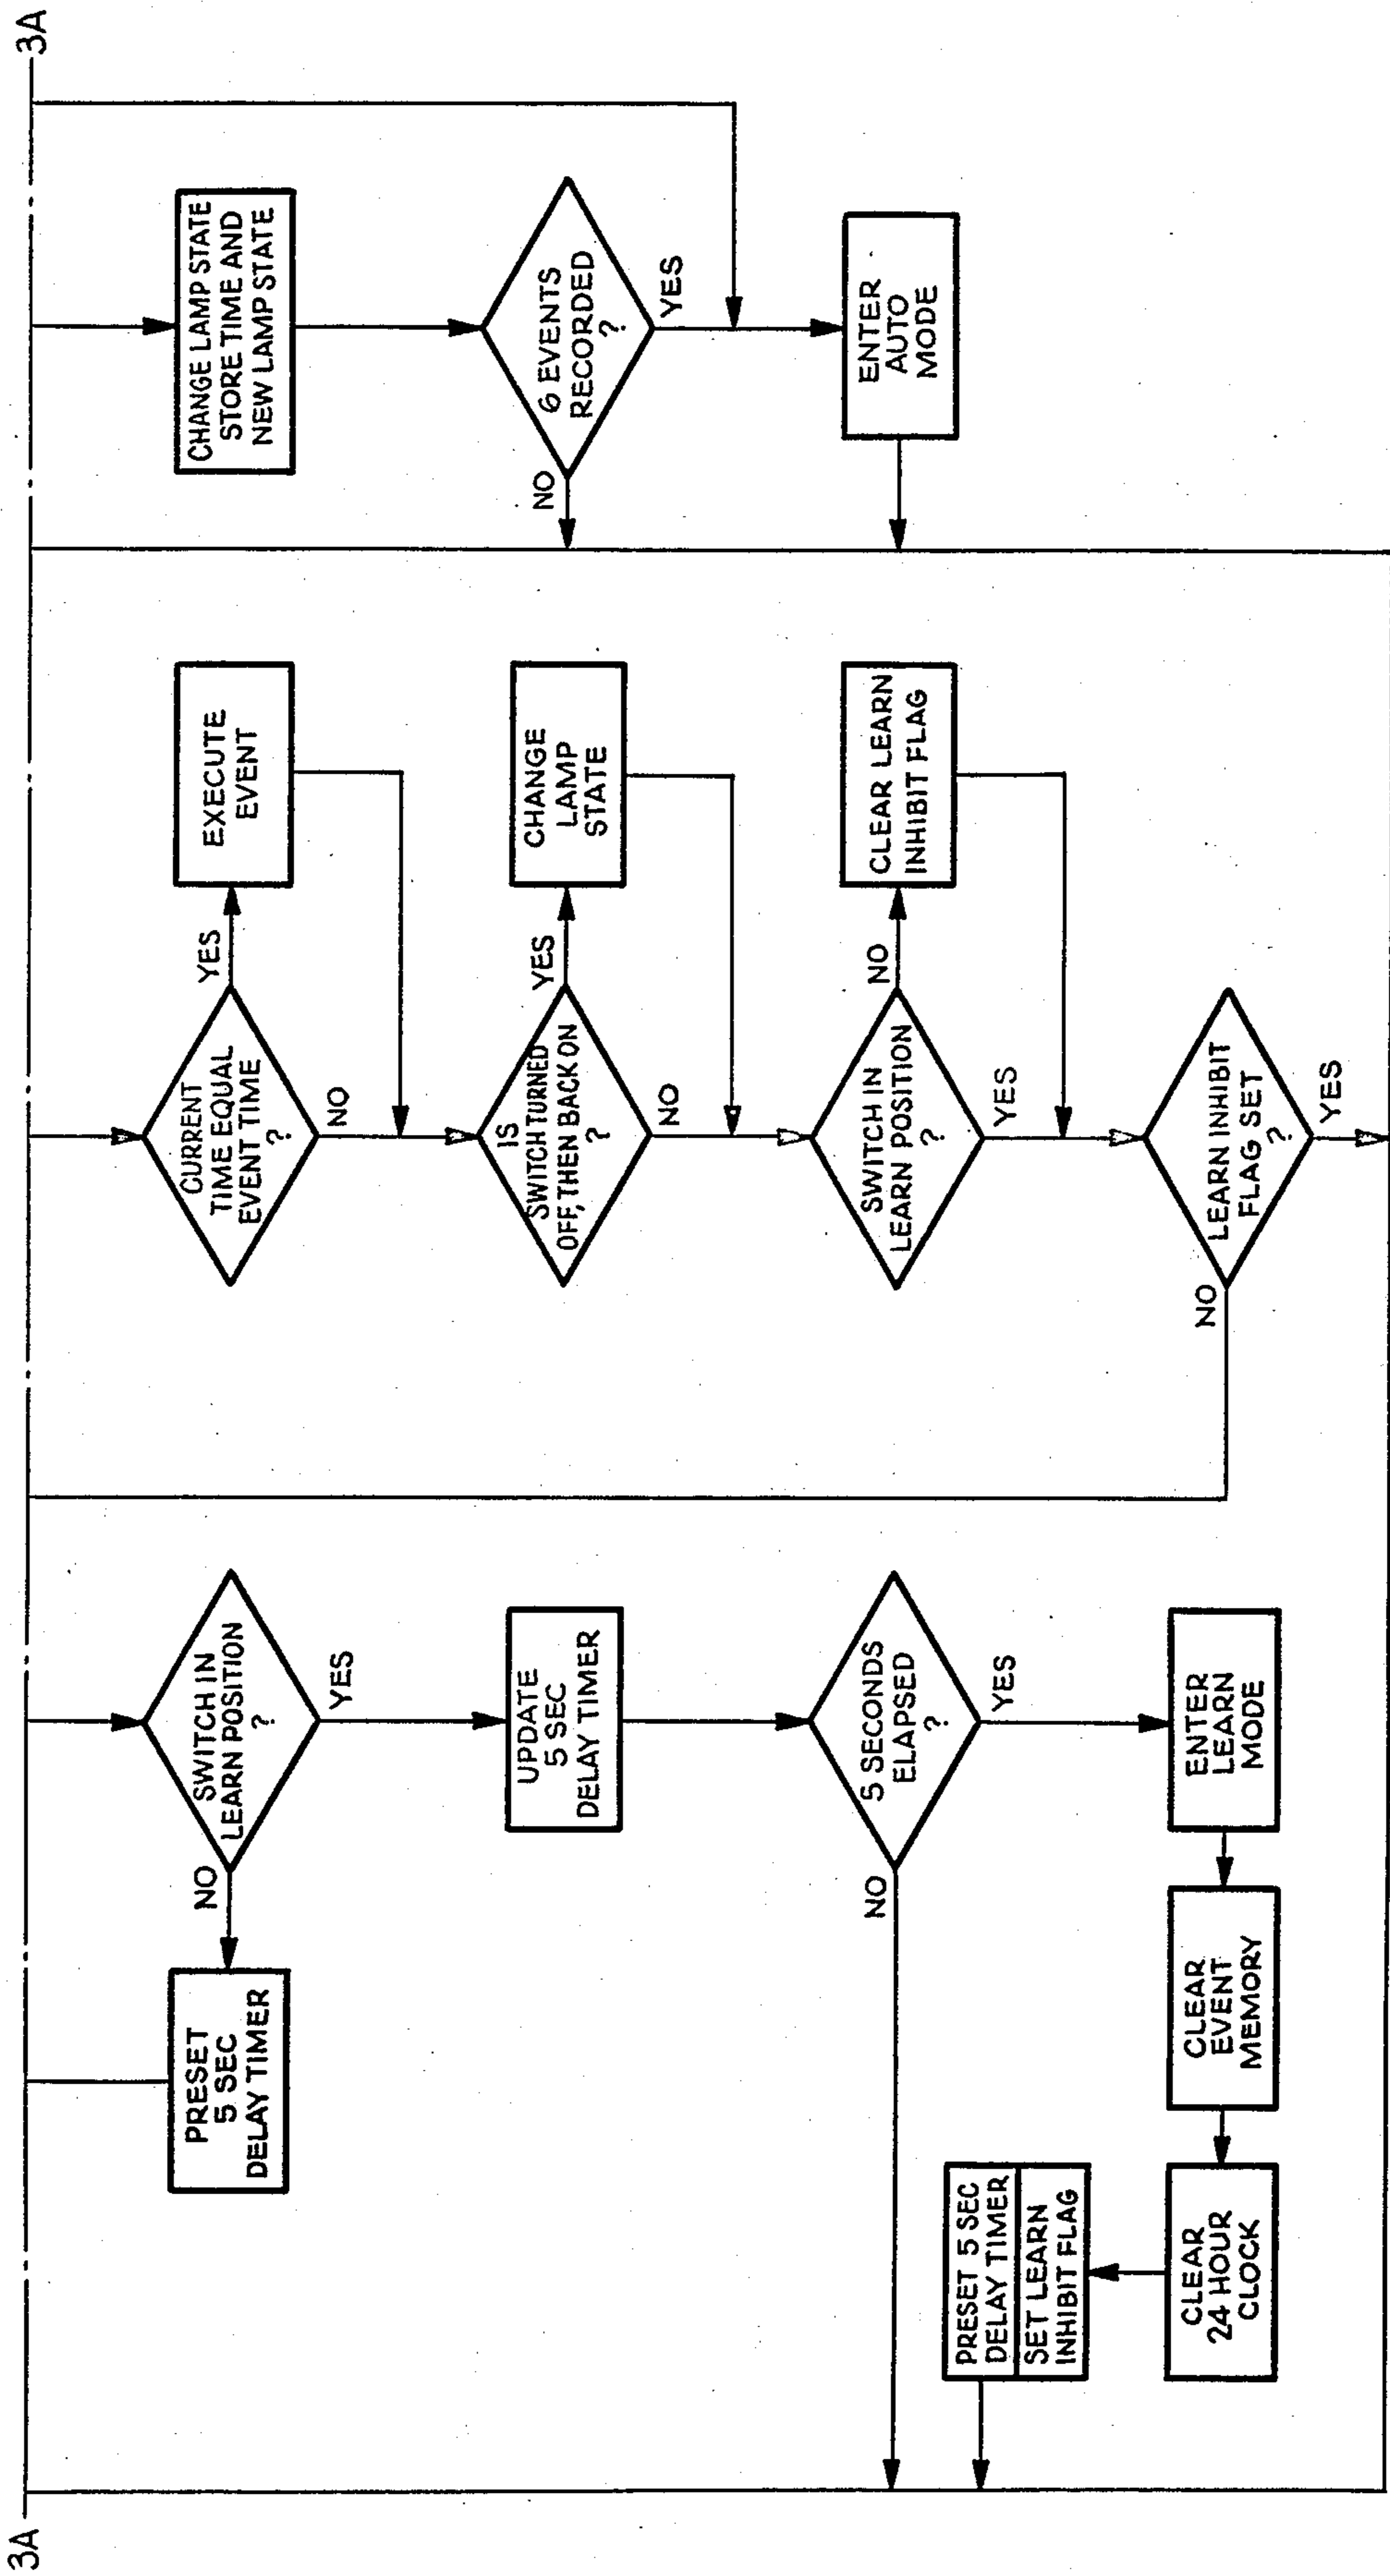 3A
3A
SWITCH IN
LEARN POSITION
?
NO
YES
PRESET
5 SEC
DELAY TIMER
UPDATE
5 SEC
DELAY TIMER
5 SECONDS
ELAPSED
?
NO
YES
ENTER
LEARN
MODE
CLEAR
EVENT
MEMORY
CLEAR
24 HOUR
CLOCK
PRESET 5 SEC
DELAY TIMER
SET LEARN
INHIBIT FLAG
CURRENT
TIME EQUAL
EVENT TIME
?
YES
NO
EXECUTE
EVENT
IS
SWITCH TURNED
OFF, THEN BACK ON
?
YES
NO
CHANGE
LAMP
STATE
SWITCH IN
LEARN POSITION
?
NO
YES
CLEAR LEARN
INHIBIT FLAG
LEARN INHIBIT
FLAG SET
?
NO
YES
CHANGE LAMP STATE
STORE TIME AND
NEW LAMP STATE
6 EVENTS
RECORDED
?
NO
YES
ENTER
AUTO
MODE